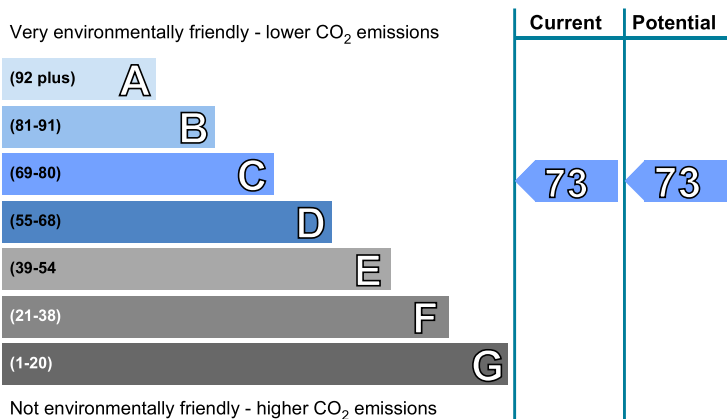 Very environmentally friendly - lower CO2 emissions
Current
Potential
(92 plus) A
(81-91) B
(69-80) C
73
73
(55-68) D
(39-54 E
(21-38) F
(1-20) G
Not environmentally friendly - higher CO2 emissions